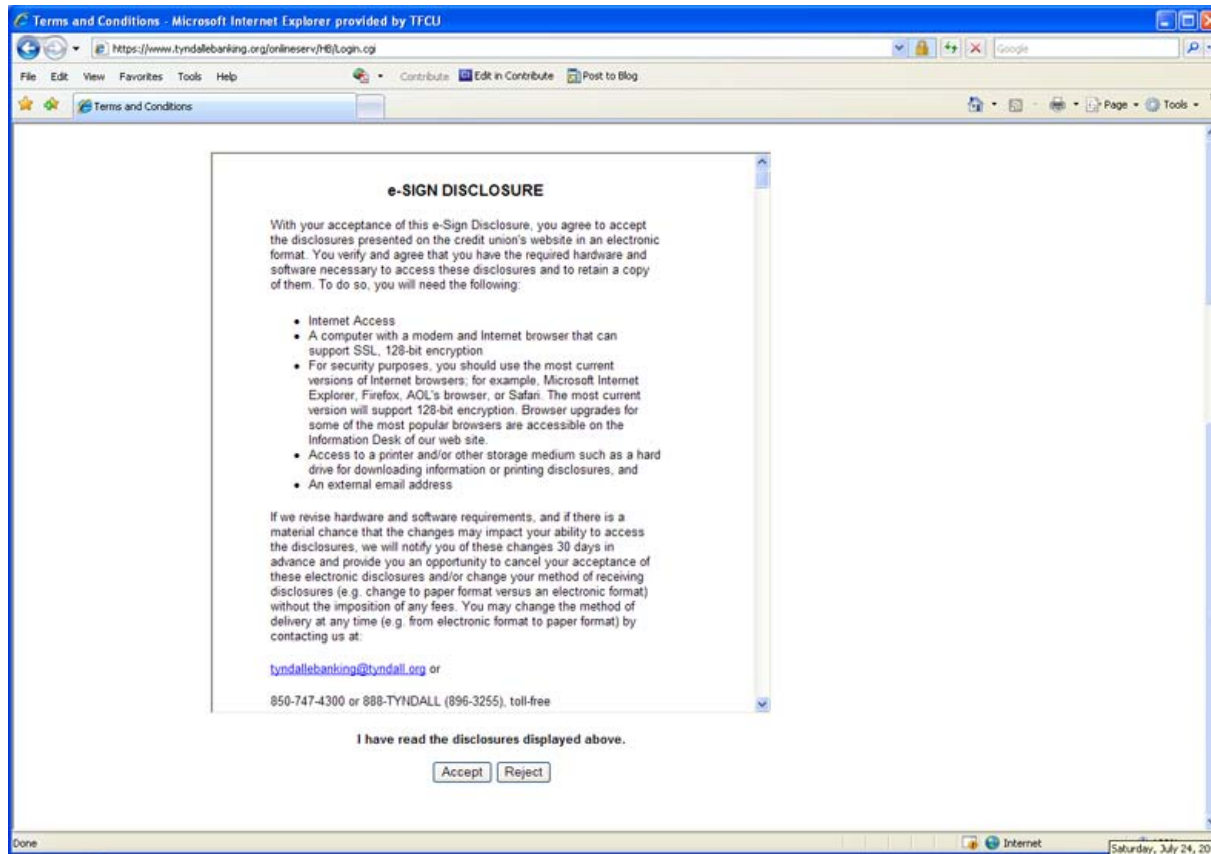 Terms and Conditions - Microsoft Internet Explorer provided by TFCU
https://www.tyndallebanking.org/onlineserv/HB/Login.cgi
Google
File Edit View Favorites Tools Help
Contribute Edit in Contribute Post to Blog
Terms and Conditions
Page Tools
e-SIGN DISCLOSURE
With your acceptance of this e-Sign Disclosure, you agree to accept
the disclosures presented on the credit union's website in an electronic
format. You verify and agree that you have the required hardware and
software necessary to access these disclosures and to retain a copy
of them. To do so, you will need the following:
• Internet Access
• A computer with a modem and Internet browser that can
support SSL, 128-bit encryption
• For security purposes, you should use the most current
versions of Internet browsers; for example, Microsoft Internet
Explorer, Firefox, AOL's browser, or Safari. The most current
version will support 128-bit encryption. Browser upgrades for
some of the most popular browsers are accessible on the
Information Desk of our web site.
• Access to a printer and/or other storage medium such as a hard
drive for downloading information or printing disclosures, and
• An external email address
If we revise hardware and software requirements, and if there is a
material chance that the changes may impact your ability to access
the disclosures, we will notify you of these changes 30 days in
advance and provide you an opportunity to cancel your acceptance of
these electronic disclosures and/or change your method of receiving
disclosures (e.g. change to paper format versus an electronic format)
without the imposition of any fees. You may change the method of
delivery at any time (e.g. from electronic format to paper format) by
contacting us at:
tyndallebanking@tyndall.org or
850-747-4300 or 888-TYNDALL (896-3255), toll-free
I have read the disclosures displayed above.
Accept Reject
Done
Internet
Saturday, July 24, 20